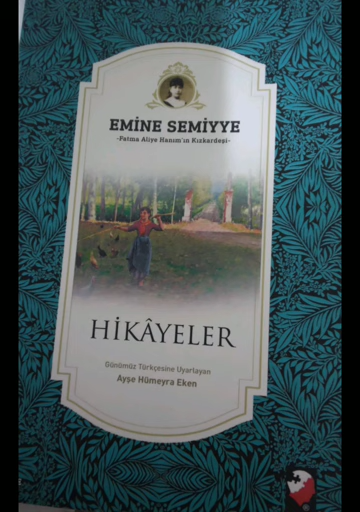 EMİNE SEMİYYE
-Fatma Aliye Hanım'ın Kızkardeşi-
HİKÂYELER
Günümüz Türkçesine Uyarlayan
Ayşe Hümeyra Eken